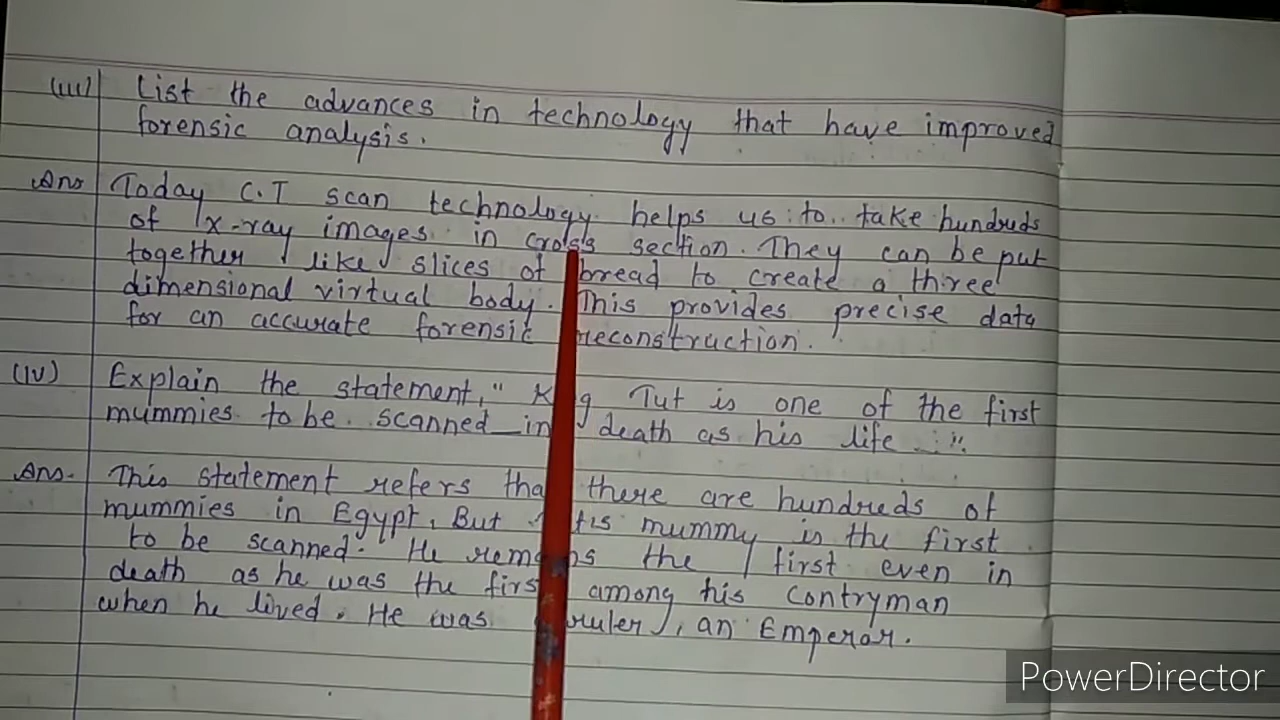 (iii) List the advances in technology that have improved
forensic analysis.
Ans Today C.T scan technology helps us to take hundreds
of x-ray images in cross section. They can be put
together like slices of bread to create a three
dimensional virtual body. This provides precise data
for an accurate forensic reconstruction.
(iv) Explain the statement, " King Tut is one of the first
mummies to be scanned in death as his life ...".
Ans. This statement refers that there are hundreds of
mummies in Egypt, But mummy is the first
to be scanned. He remains the first even in
death as he was the first among his contryman
when he lived. He was ruler, an Emperor.
PowerDirector